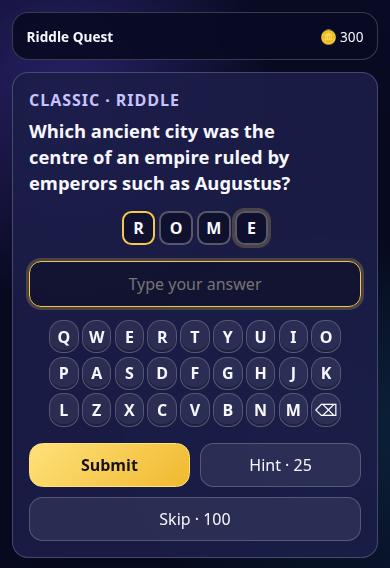 Riddle Quest
🪙 300
CLASSIC · RIDDLE
Which ancient city was the
centre of an empire ruled by
emperors such as Augustus?
R O M E
Type your answer
Q W E R T Y U I O
P A S D F G H J K
L Z X C V B N M ⌫
Submit
Hint · 25
Skip · 100